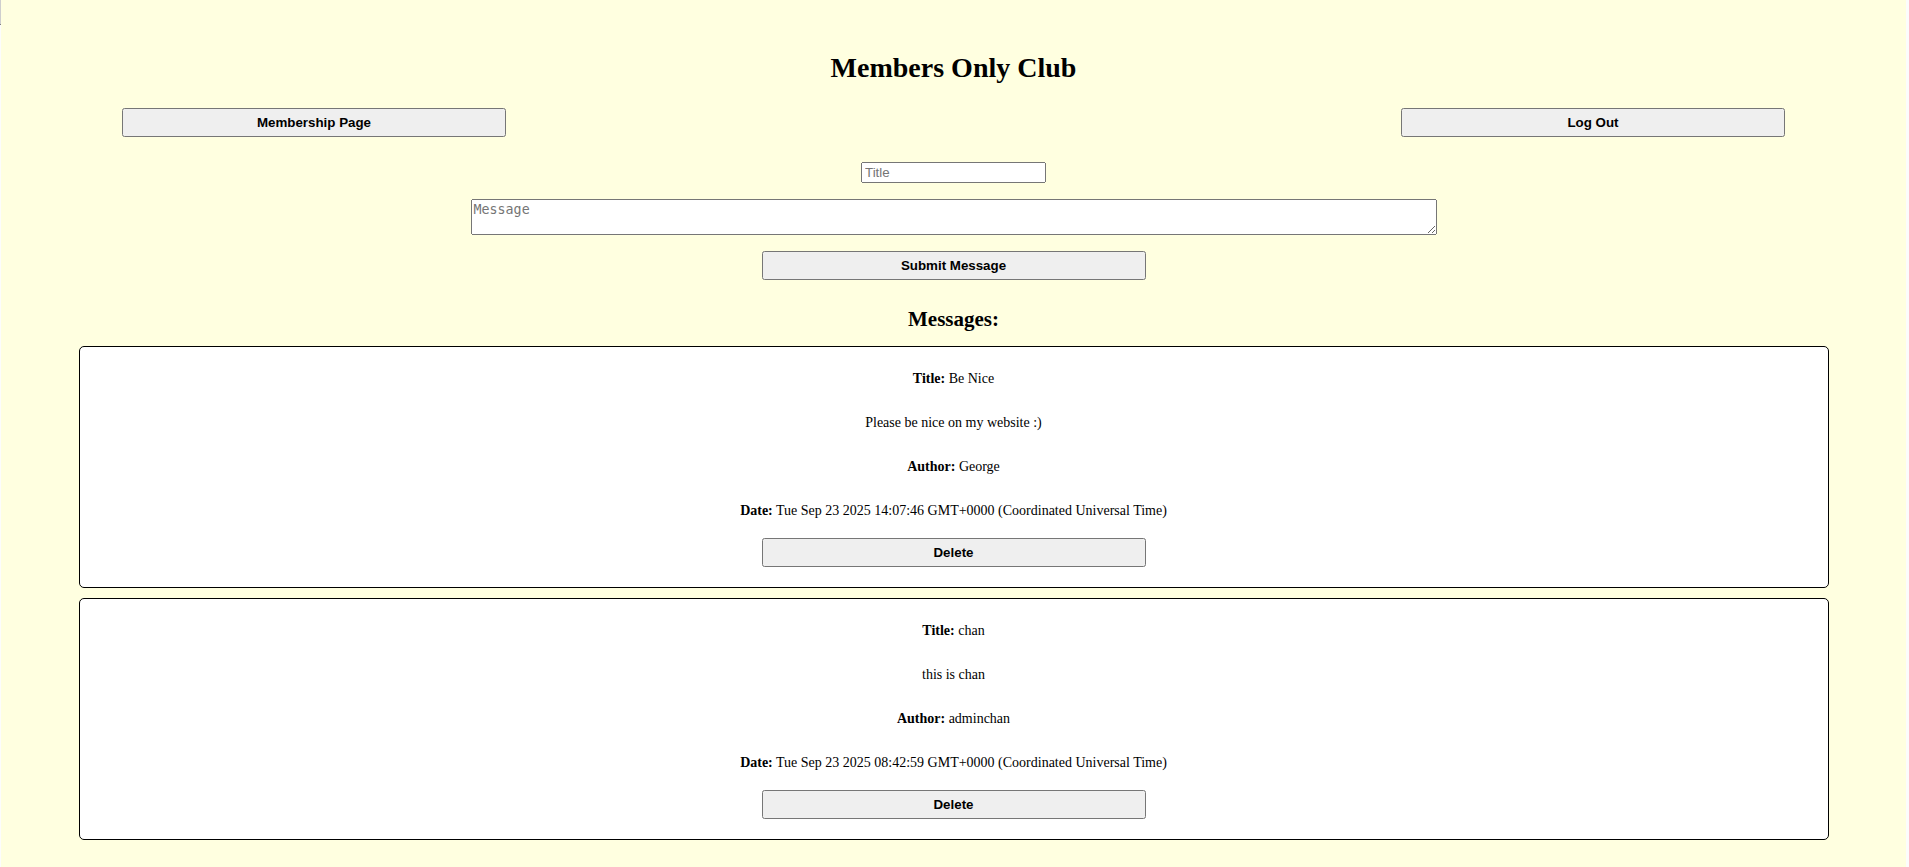 Members Only Club
Membership Page
Log Out
Title
Message
Submit Message
Messages:
Title: Be Nice
Please be nice on my website :)
Author: George
Date: Tue Sep 23 2025 14:07:46 GMT+0000 (Coordinated Universal Time)
Delete
Title: chan
this is chan
Author: adminchan
Date: Tue Sep 23 2025 08:42:59 GMT+0000 (Coordinated Universal Time)
Delete